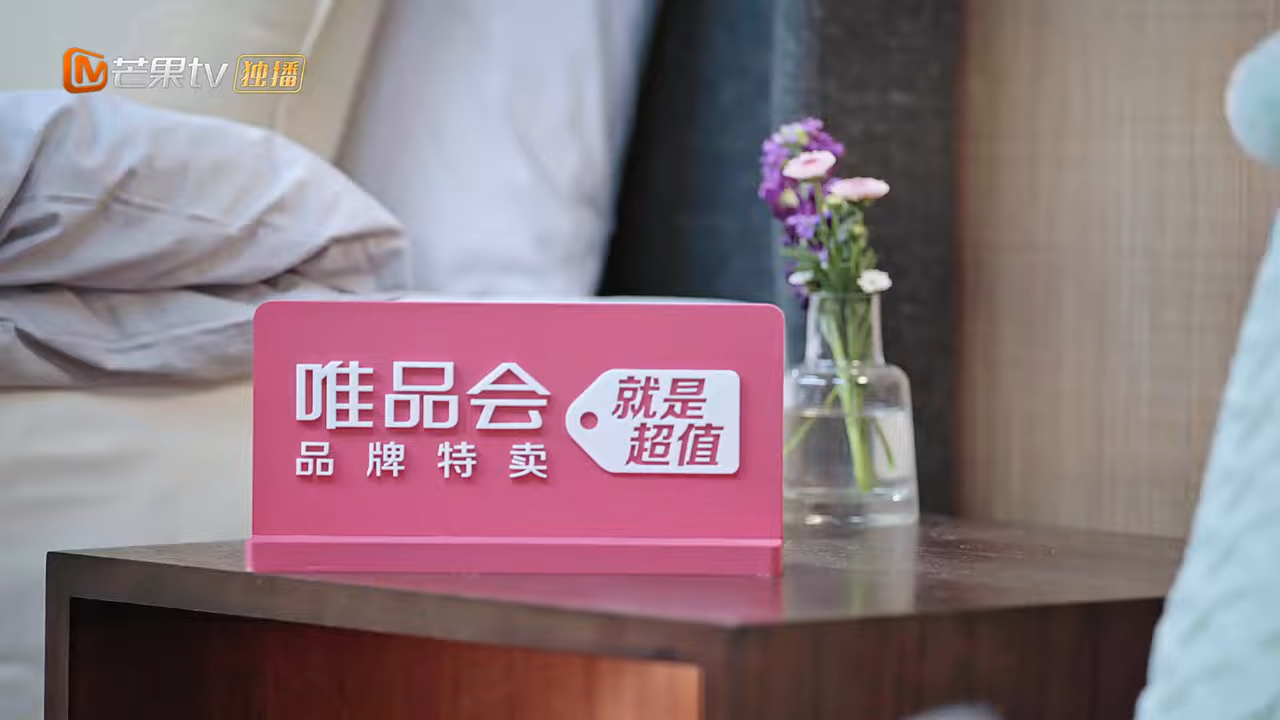 芒果tv 独播
唯品会
品牌特卖
就是
超值